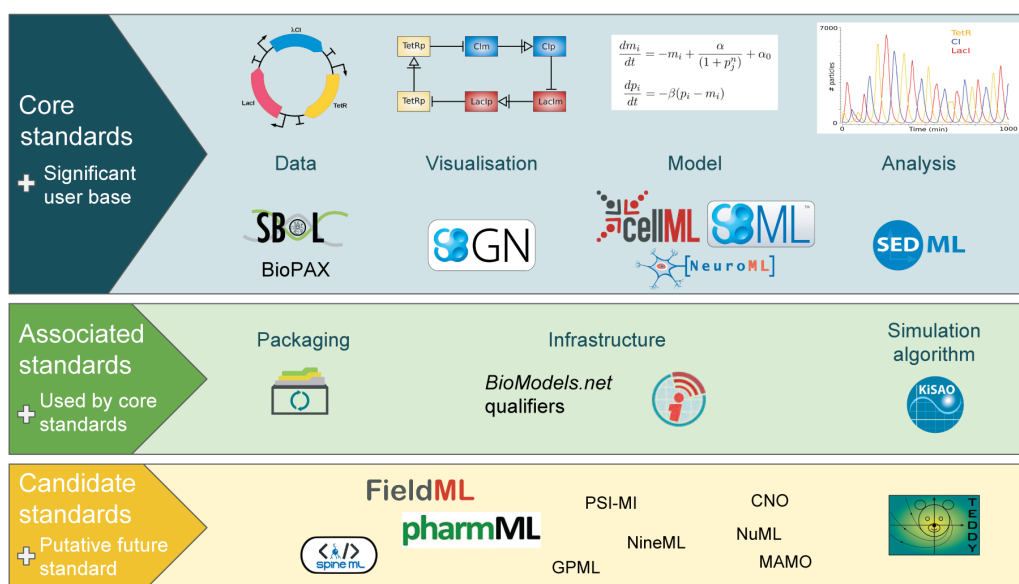 Core
standards
+ Significant
user base
λCI
LacI
TetR
TetRp
CIm
CIp
TetRp
LacIp
LacIm
dm_i/dt = -m_i + α/(1 + p_j^n) + α_0
dp_i/dt = -β(p_i - m_i)
7000
# particles
0
TetR
CI
LacI
0
Time (min)
1000
Data
Visualisation
Model
Analysis
SBOL
BioPAX
SBGN
cellML
SBML™
[NeuroML]
SED ML
Associated
standards
+ Used by core
standards
Packaging
Infrastructure
Simulation
algorithm
BioModels.net
qualifiers
i
KiSAO
Candidate
standards
+ Putative future
standard
FieldML
pharmML
</>
spine ml
PSI-MI
NineML
GPML
CNO
NuML
MAMO
TEDDY